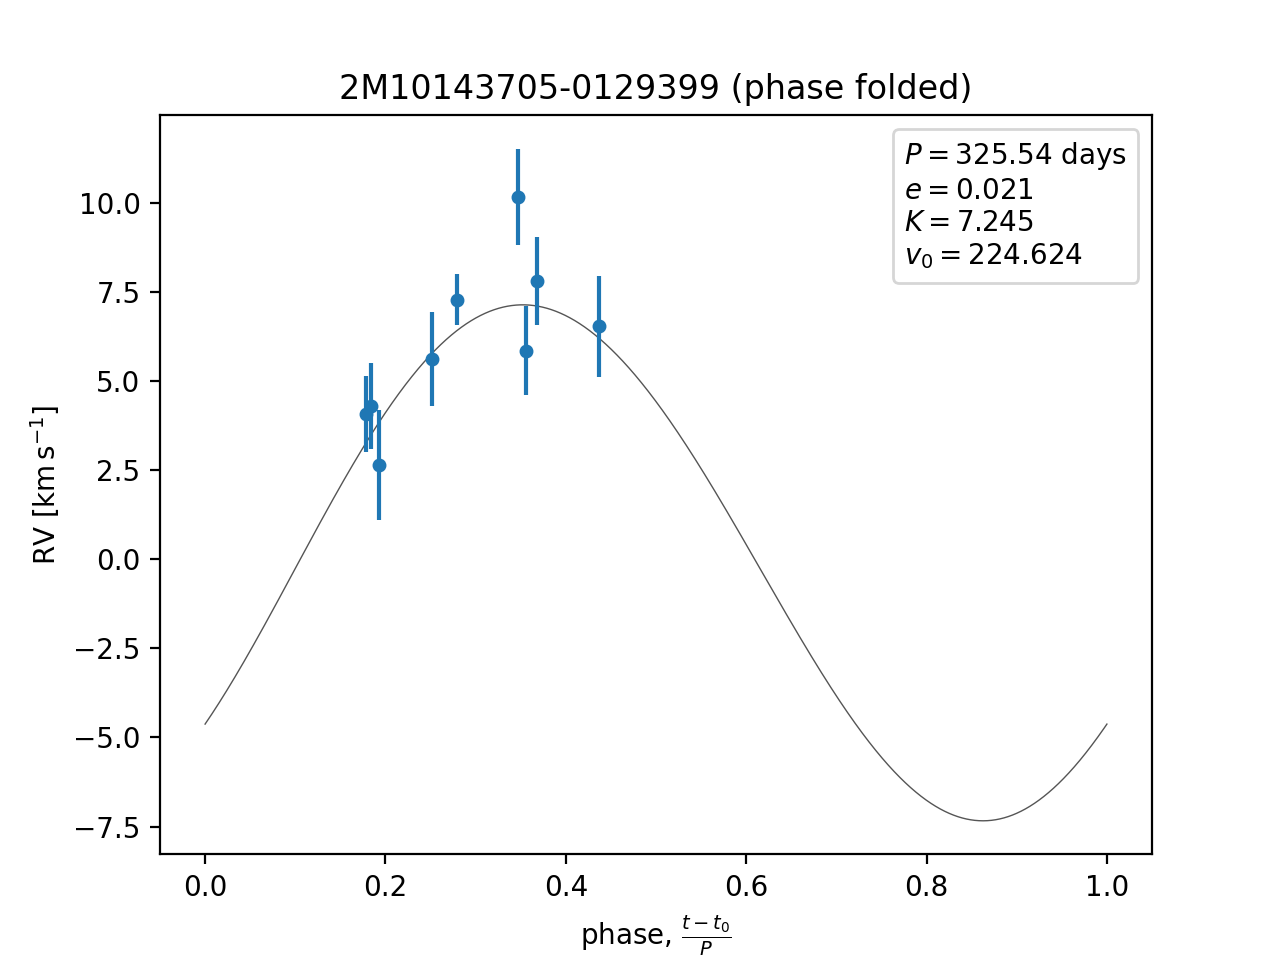 2M10143705-0129399 (phase folded)
P = 325.54 days
e = 0.021
K = 7.245
v₀ = 224.624
10.0
7.5
5.0
2.5
0.0
−2.5
−5.0
−7.5
RV [km s⁻¹]
0.0 0.2 0.4 0.6 0.8 1.0
phase, (t − t₀)/P